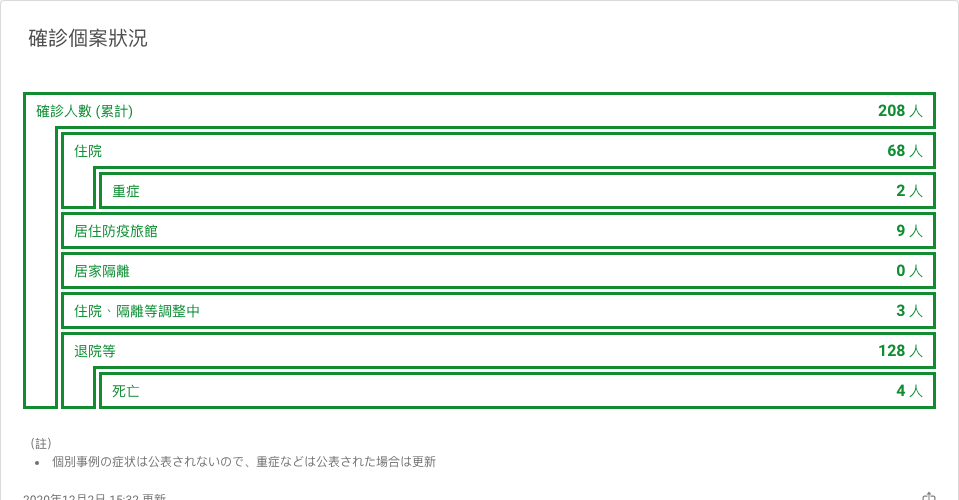 確診個案狀況
確診人數 (累計) 208 人
住院 68 人
重症 2 人
居住防疫旅館 9 人
居家隔離 0 人
住院、隔離等調整中 3 人
退院等 128 人
死亡 4 人
(註)
• 個別事例の症状は公表されないので、重症などは公表された場合は更新
2020年12月2日 15:32 更新